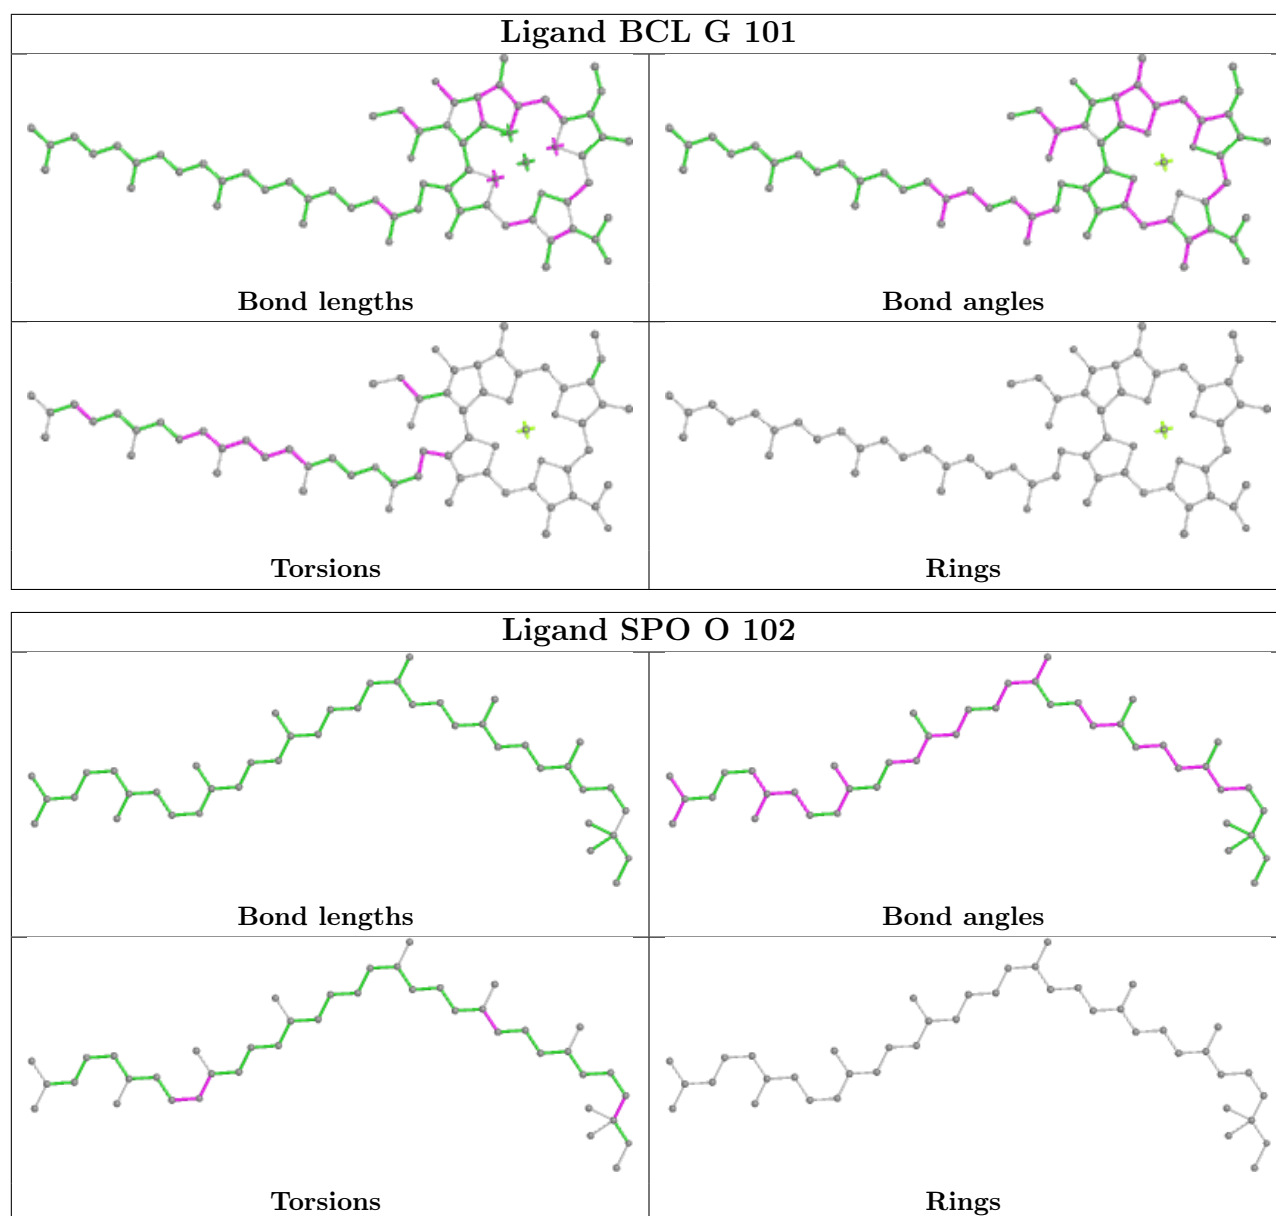 Ligand BCL G 101
Bond lengths
Bond angles
Torsions
Rings
Ligand SPO O 102
Bond lengths
Bond angles
Torsions
Rings